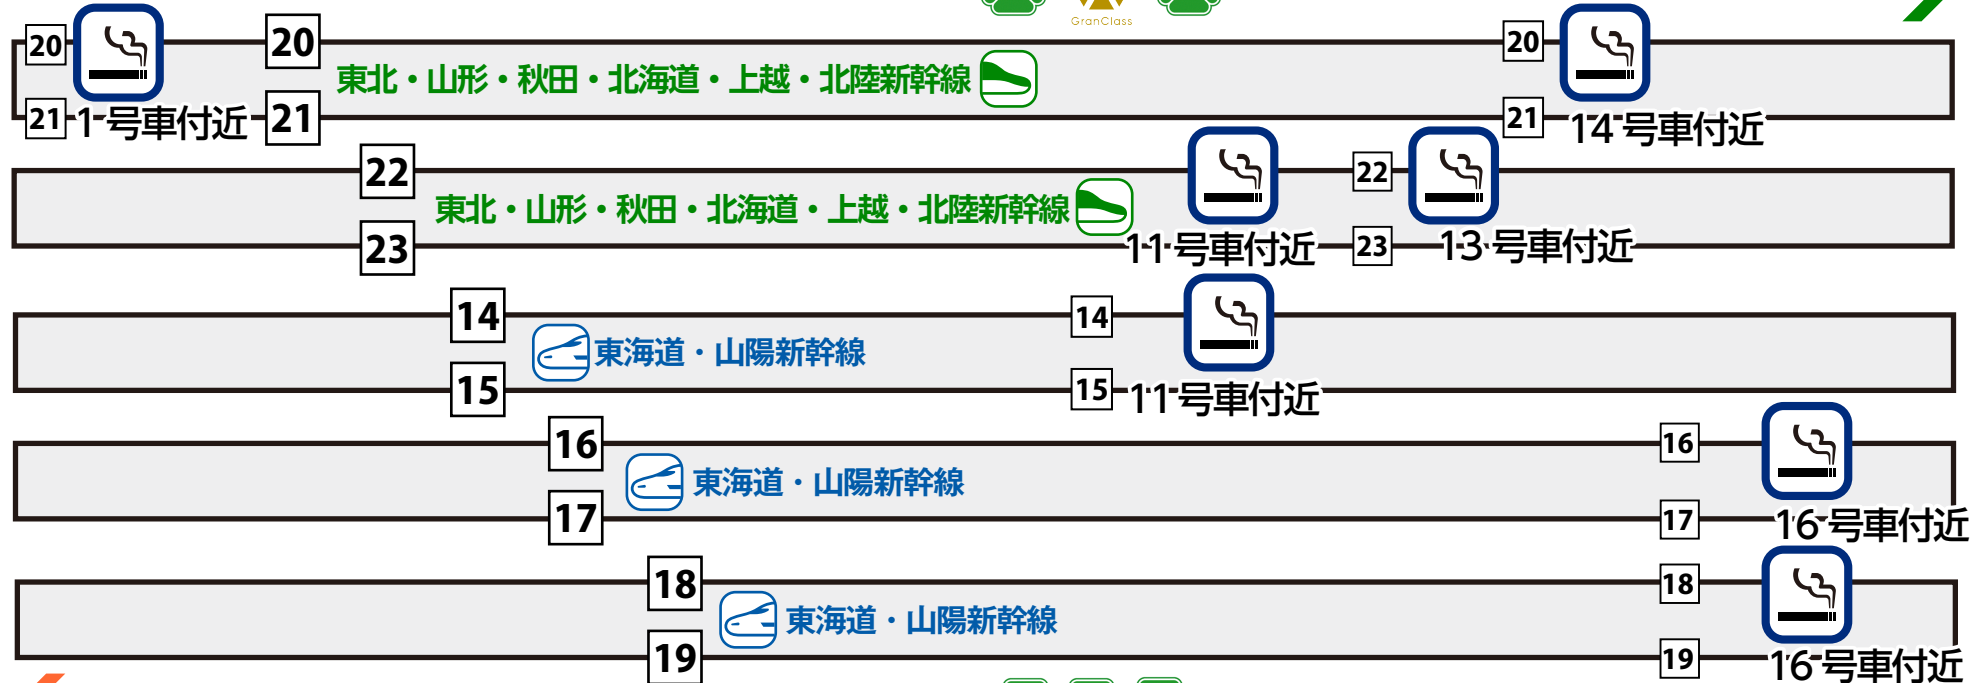 GranClass
20
20
20
東北・山形・秋田・北海道・上越・北陸新幹線
21
1号車付近
21
21
14号車付近
22
22
東北・山形・秋田・北海道・上越・北陸新幹線
23
11号車付近
23
13号車付近
14
14
東海道・山陽新幹線
15
15
11号車付近
16
16
東海道・山陽新幹線
17
17
16号車付近
18
18
東海道・山陽新幹線
19
19
16号車付近